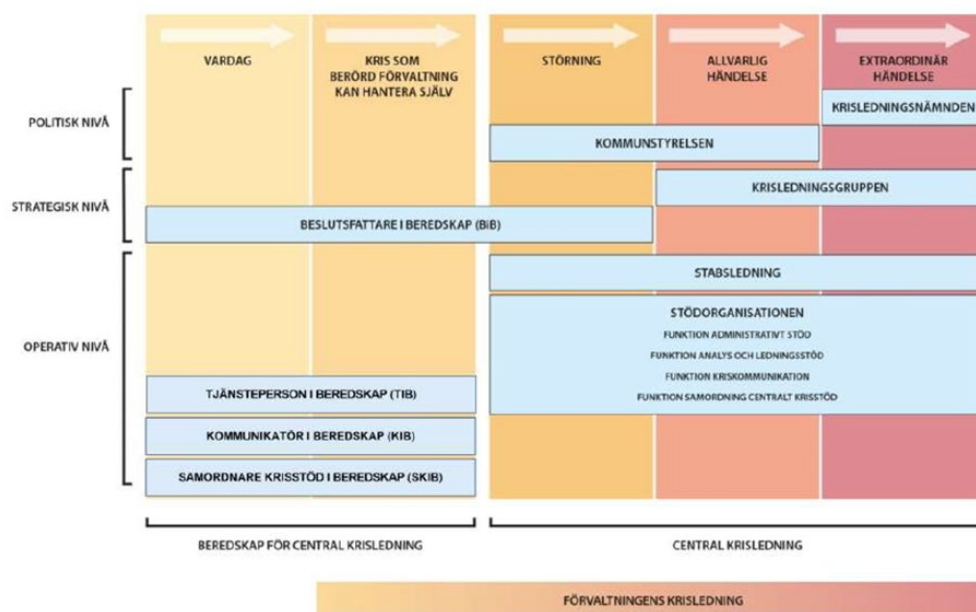 VARDAG
KRIS SOM
BERÖRD FÖRVALTNING
KAN HANTERA SJÄLV
STÖRNING
ALLVARLIG
HÄNDELSE
EXTRAORDINÄR
HÄNDELSE
POLITISK NIVÅ
KRISLEDNINGSNÄMNDEN
KOMMUNSTYRELSEN
STRATEGISK NIVÅ
KRISLEDNINGSGRUPPEN
BESLUTSFATTARE I BEREDSKAP (BiB)
OPERATIV NIVÅ
STABSLEDNING
STÖDORGANISATIONEN
FUNKTION ADMINISTRATIVT STÖD
FUNKTION ANALYS OCH LEDNINGSSTÖD
FUNKTION KRISKOMMUNIKATION
FUNKTION SAMORDNING CENTRALT KRISSTÖD
TJÄNSTEPERSON I BEREDSKAP (TIB)
KOMMUNIKATÖR I BEREDSKAP (KIB)
SAMORDNARE KRISSTÖD I BEREDSKAP (SKIB)
BEREDSKAP FÖR CENTRAL KRISLEDNING
CENTRAL KRISLEDNING
FÖRVALTNINGENS KRISLEDNING